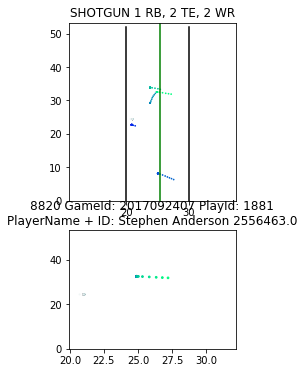 SHOTGUN 1 RB, 2 TE, 2 WR
50
40
30
20
10
0
20 30
8820 GameId: 2017092407 PlayId: 1881
PlayerName + ID: Stephen Anderson 2556463.0
40
20
0
20.0 22.5 25.0 27.5 30.0